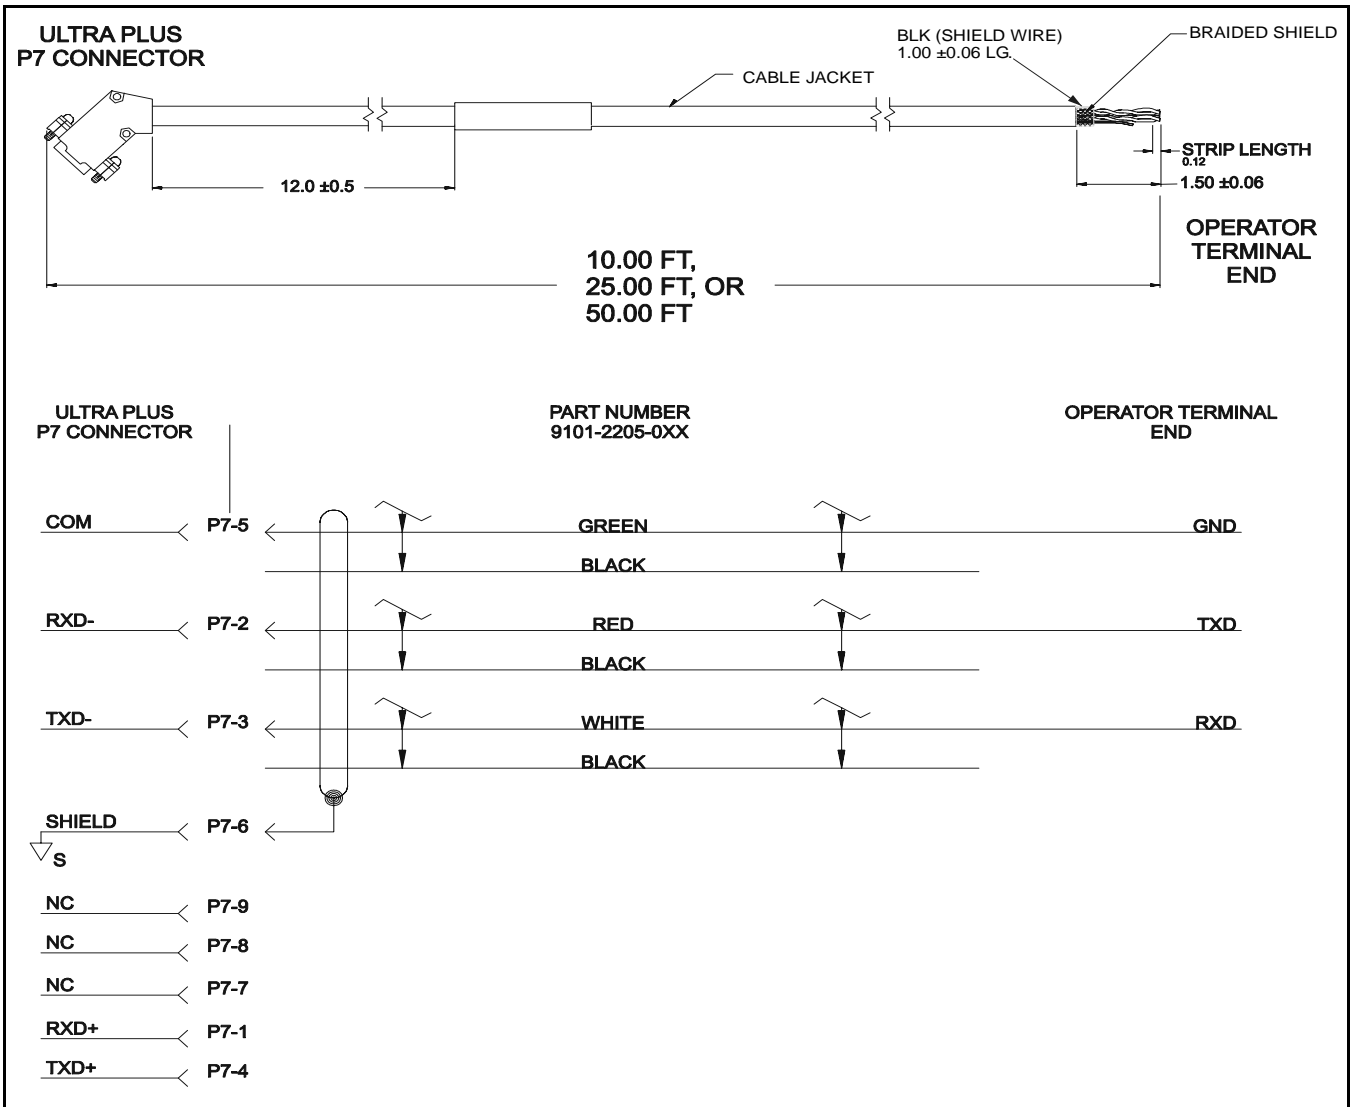 ULTRA PLUS
P7 CONNECTOR
BLK (SHIELD WIRE)
1.00 ±0.06 LG.
BRAIDED SHIELD
CABLE JACKET
STRIP LENGTH
0.12
12.0 ±0.5
1.50 ±0.06
OPERATOR
TERMINAL
END
10.00 FT,
25.00 FT, OR
50.00 FT
ULTRA PLUS
P7 CONNECTOR
PART NUMBER
9101-2205-0XX
OPERATOR TERMINAL
END
COM P7-5 GREEN GND
BLACK
RXD- P7-2 RED TXD
BLACK
TXD- P7-3 WHITE RXD
BLACK
SHIELD P7-6
S
NC P7-9
NC P7-8
NC P7-7
RXD+ P7-1
TXD+ P7-4